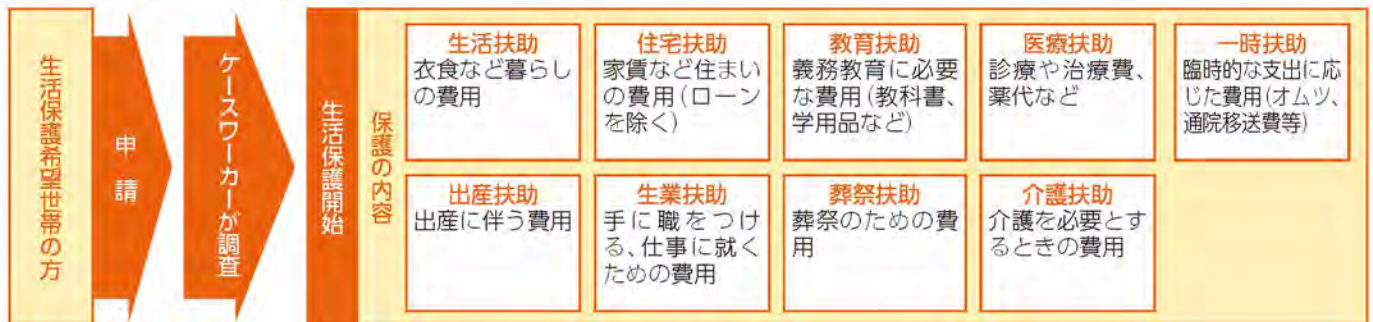 生活保護希望世帯の方
申請
ケースワーカーが調査
生活保護開始
保護の内容
生活扶助
衣食など暮らし
の費用
住宅扶助
家賃など住まい
の費用(ローン
を除く)
教育扶助
義務教育に必要
な費用(教科書、
学用品など)
医療扶助
診療や治療費、
薬代など
一時扶助
臨時的な支出に応
じた費用(オムツ、
通院移送費等)
出産扶助
出産に伴う費用
生業扶助
手に職をつけ
る、仕事に就く
ための費用
葬祭扶助
葬祭のための費
用
介護扶助
介護を必要とす
るときの費用